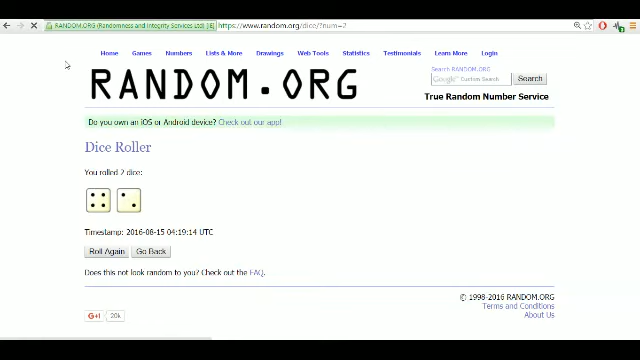 RANDOM.ORG (Randomness and Integrity Services Ltd) [IE] https://www.random.org/dice/?num=2
Home Games Numbers Lists & More Drawings Web Tools Statistics Testimonials Learn More Login
RANDOM.ORG
Search RANDOM.ORG
Google Custom Search Search
True Random Number Service
Do you own an iOS or Android device? Check out our app!
Dice Roller
You rolled 2 dice:
Timestamp: 2016-08-15 04:19:14 UTC
Roll Again Go Back
Does this not look random to you? Check out the FAQ.
© 1998-2016 RANDOM.ORG
Terms and Conditions
About Us
G+1 20k